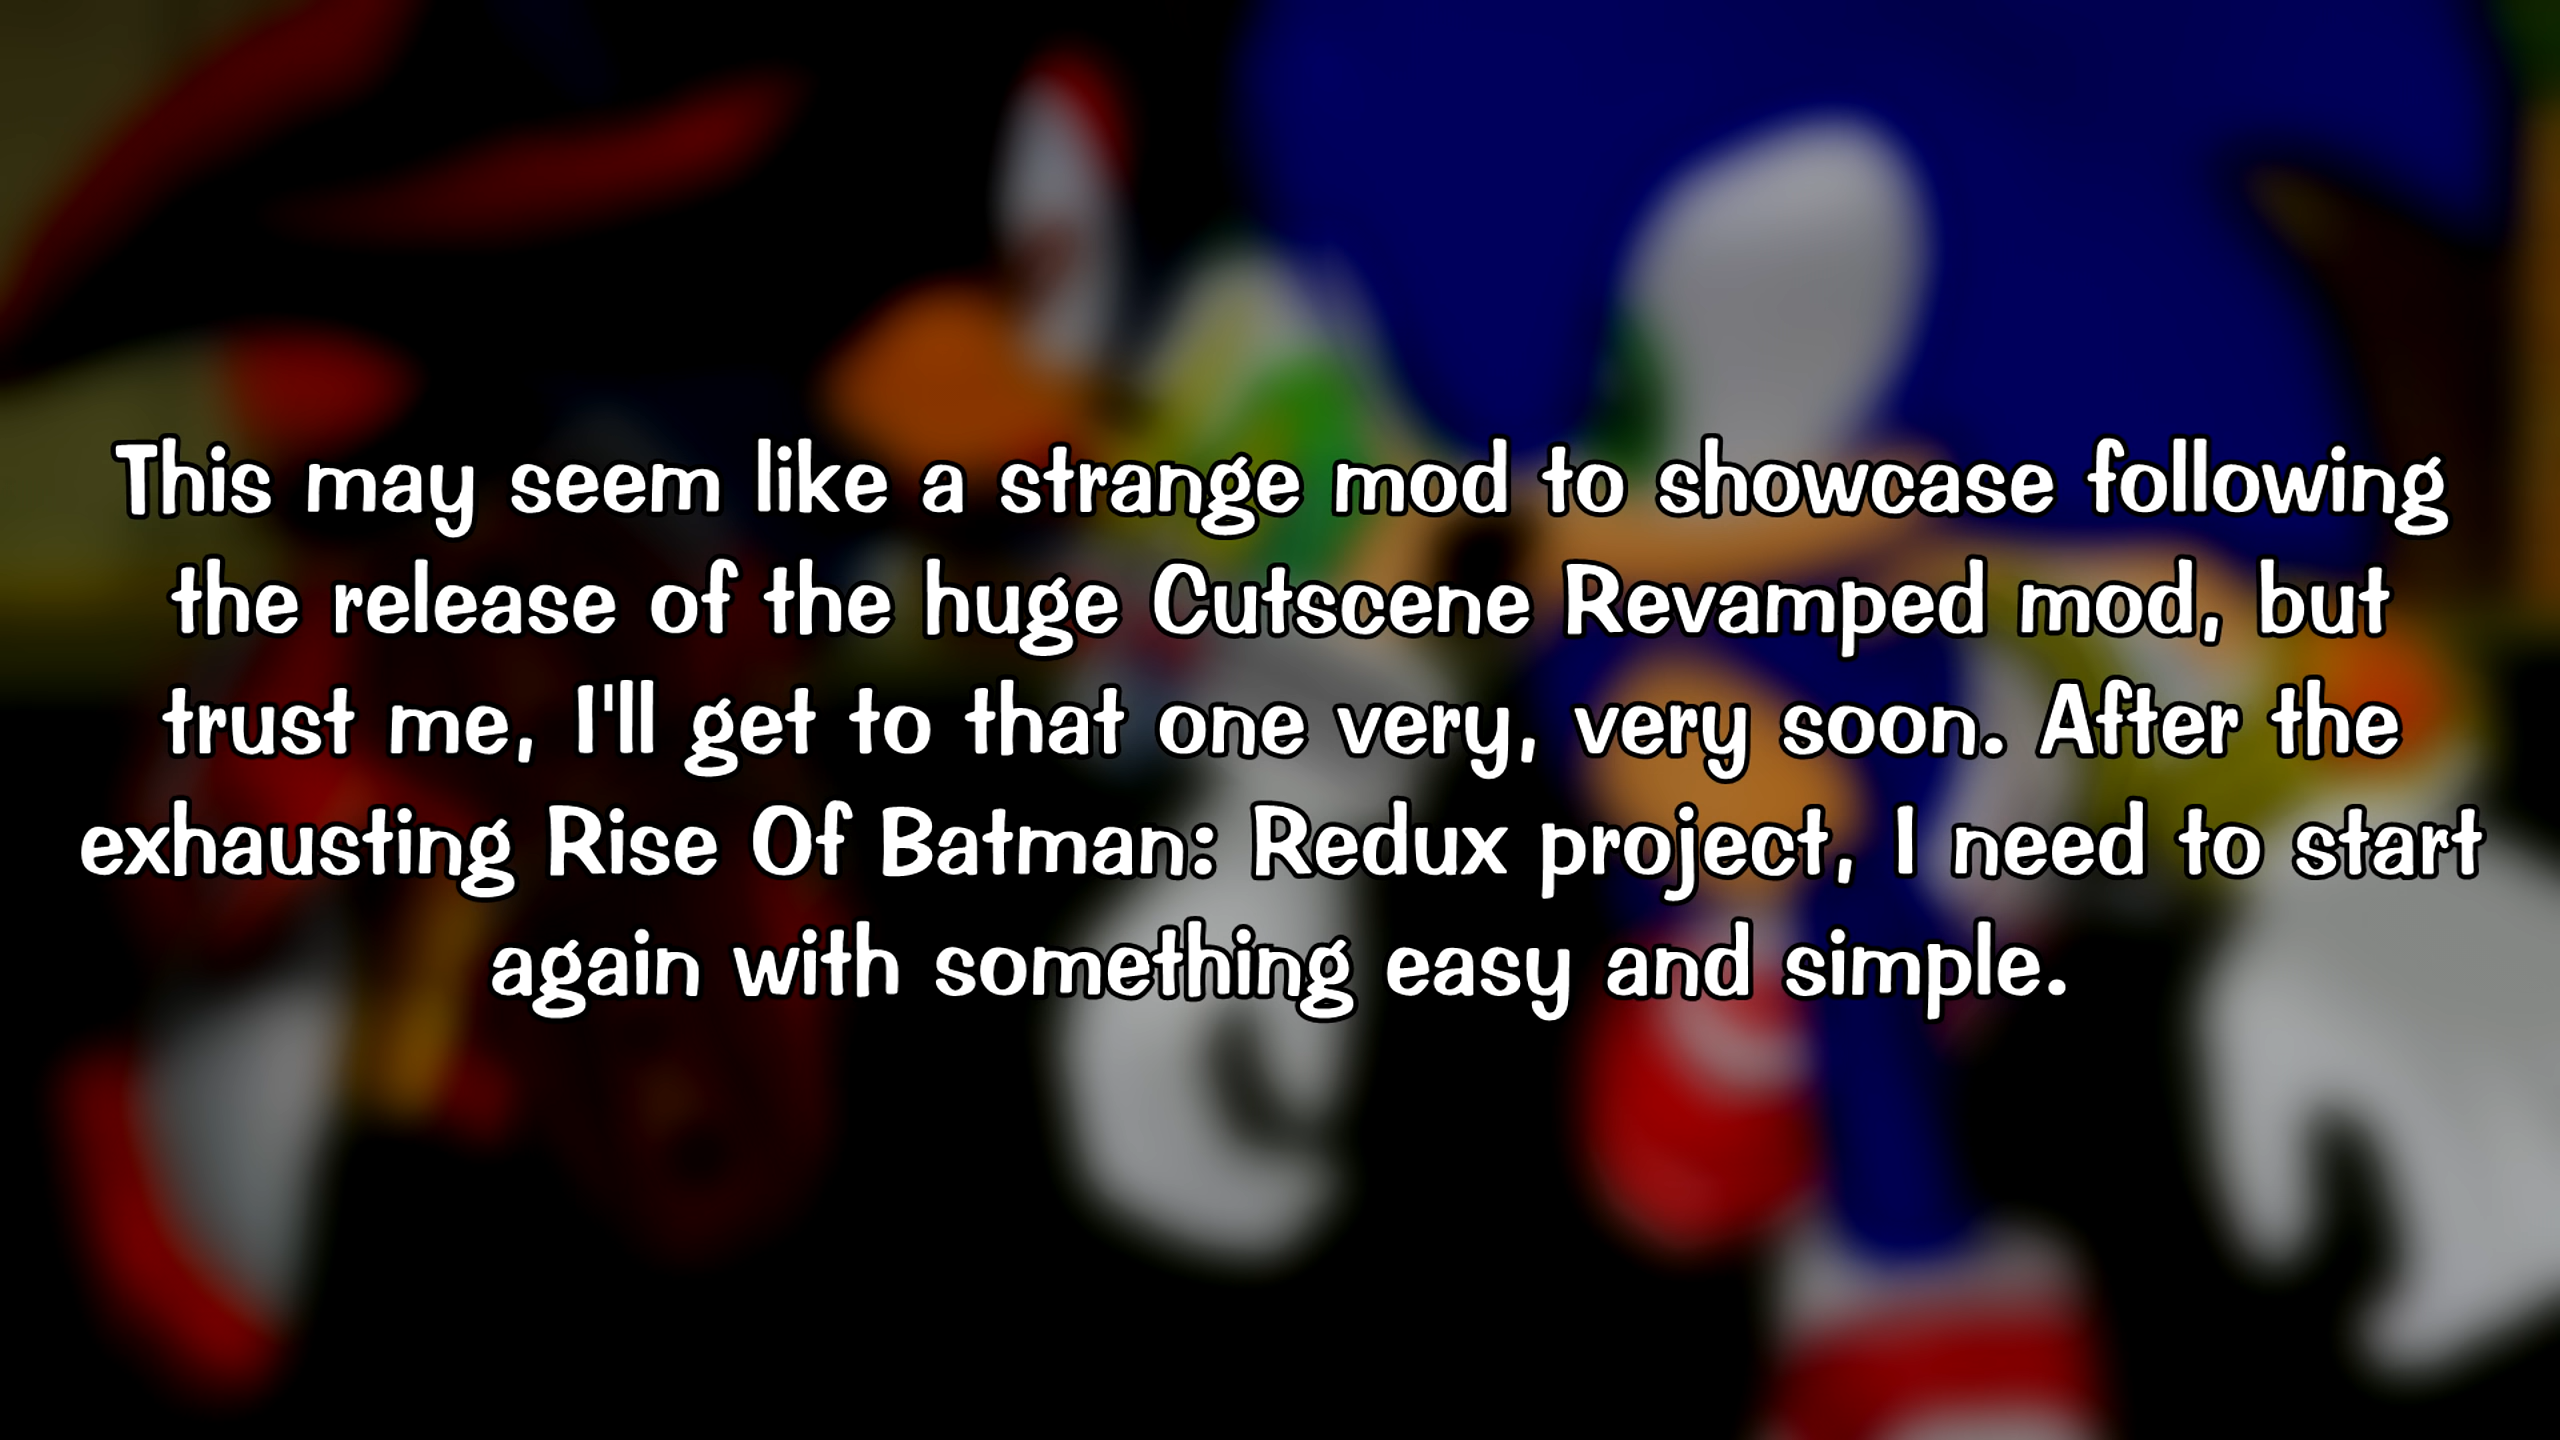 This may seem like a strange mod to showcase following
the release of the huge Cutscene Revamped mod, but
trust me, I'll get to that one very, very soon. After the
exhausting Rise Of Batman: Redux project, I need to start
again with something easy and simple.